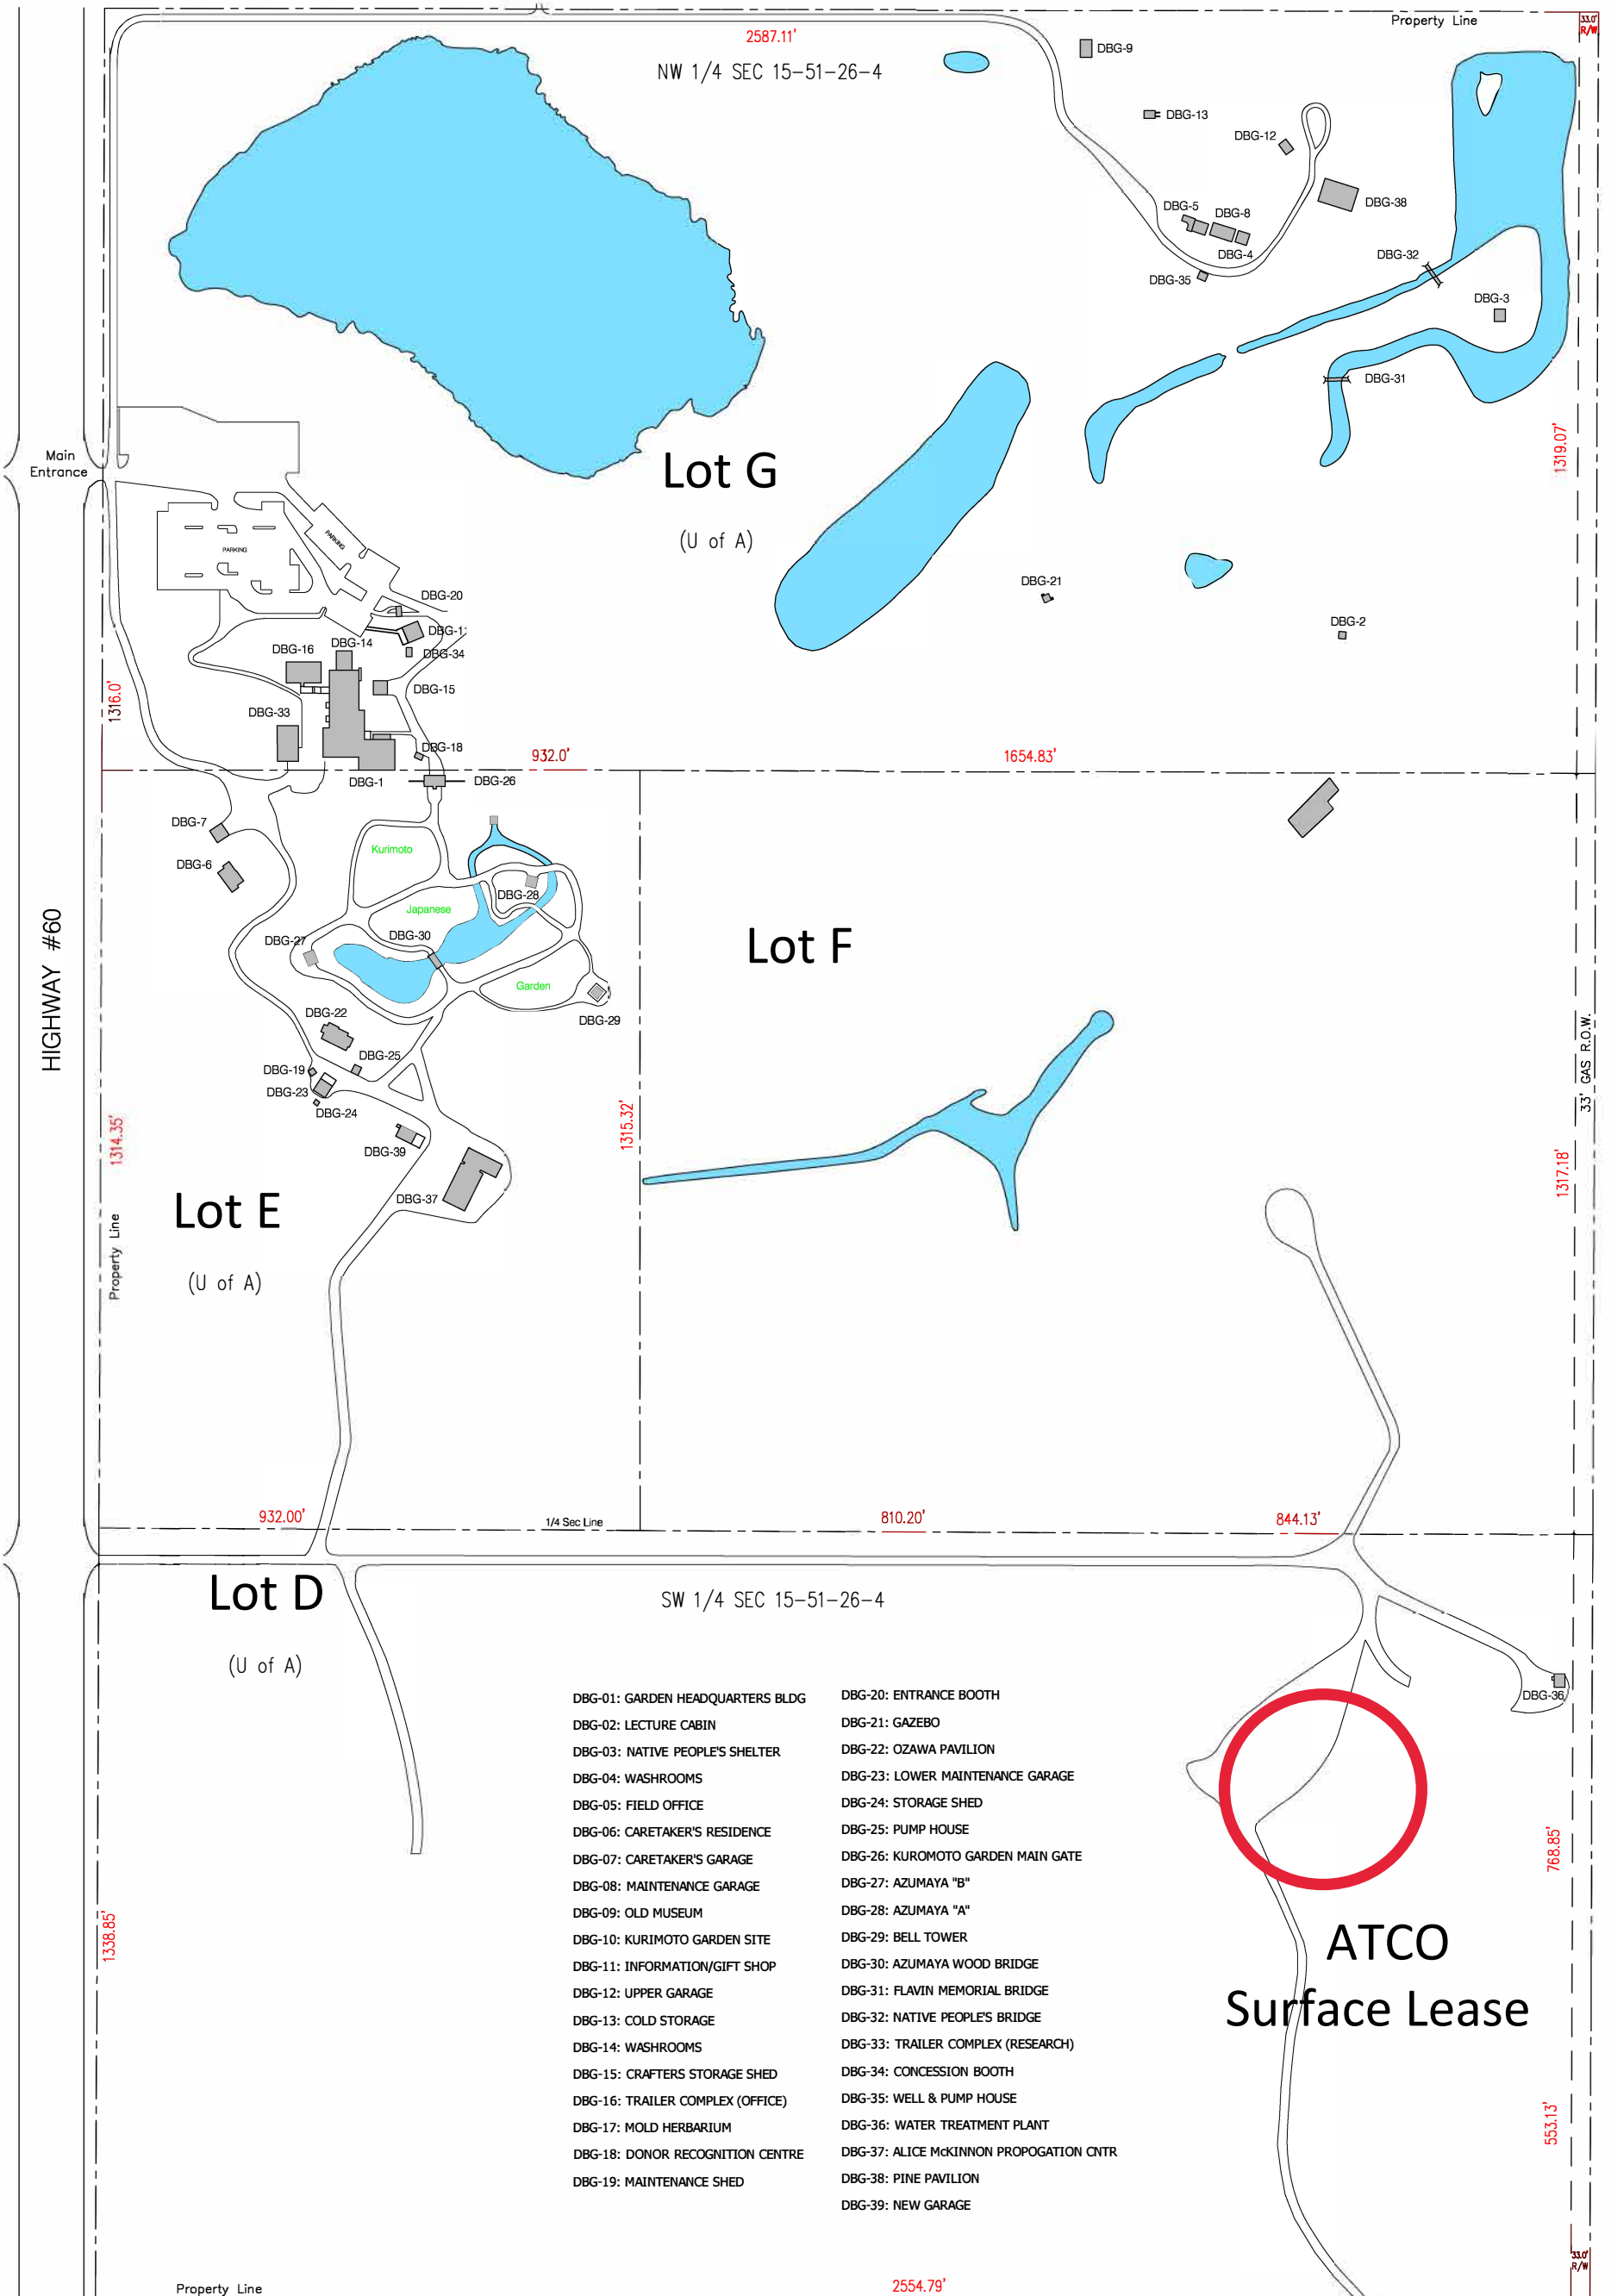 Property Line
33.0'
R/W
2587.11'
NW 1/4 SEC 15-51-26-4
DBG-9
DBG-13
DBG-12
DBG-38
DBG-5
DBG-8
DBG-4
DBG-35
DBG-32
DBG-3
DBG-31
1319.07'
Main
Entrance
Lot G
(U of A)
PARKING
PARKING
DBG-21
DBG-2
DBG-20
DBG-11
DBG-34
DBG-14
DBG-16
DBG-15
DBG-33
DBG-18
1316.0'
932.0'
1654.83'
DBG-1
DBG-26
DBG-7
DBG-6
Kurimoto
DBG-28
Japanese
DBG-30
DBG-27
Garden
DBG-29
Lot F
HIGHWAY #60
33' GAS R.O.W.
DBG-22
DBG-25
DBG-19
DBG-23
DBG-24
DBG-39
DBG-37
1314.35'
1315.32'
1317.18'
Lot E
(U of A)
Property Line
932.00'
1/4 Sec Line
810.20'
844.13'
Lot D
(U of A)
SW 1/4 SEC 15-51-26-4
DBG-36
DBG-01: GARDEN HEADQUARTERS BLDG
DBG-02: LECTURE CABIN
DBG-03: NATIVE PEOPLE'S SHELTER
DBG-04: WASHROOMS
DBG-05: FIELD OFFICE
DBG-06: CARETAKER'S RESIDENCE
DBG-07: CARETAKER'S GARAGE
DBG-08: MAINTENANCE GARAGE
DBG-09: OLD MUSEUM
DBG-10: KURIMOTO GARDEN SITE
DBG-11: INFORMATION/GIFT SHOP
DBG-12: UPPER GARAGE
DBG-13: COLD STORAGE
DBG-14: WASHROOMS
DBG-15: CRAFTERS STORAGE SHED
DBG-16: TRAILER COMPLEX (OFFICE)
DBG-17: MOLD HERBARIUM
DBG-18: DONOR RECOGNITION CENTRE
DBG-19: MAINTENANCE SHED
DBG-20: ENTRANCE BOOTH
DBG-21: GAZEBO
DBG-22: OZAWA PAVILION
DBG-23: LOWER MAINTENANCE GARAGE
DBG-24: STORAGE SHED
DBG-25: PUMP HOUSE
DBG-26: KUROMOTO GARDEN MAIN GATE
DBG-27: AZUMAYA "B"
DBG-28: AZUMAYA "A"
DBG-29: BELL TOWER
DBG-30: AZUMAYA WOOD BRIDGE
DBG-31: FLAVIN MEMORIAL BRIDGE
DBG-32: NATIVE PEOPLE'S BRIDGE
DBG-33: TRAILER COMPLEX (RESEARCH)
DBG-34: CONCESSION BOOTH
DBG-35: WELL & PUMP HOUSE
DBG-36: WATER TREATMENT PLANT
DBG-37: ALICE McKINNON PROPOGATION CNTR
DBG-38: PINE PAVILION
DBG-39: NEW GARAGE
768.85'
1338.85'
ATCO
Surface Lease
553.13'
33.0'
R/W
Property Line
2554.79'